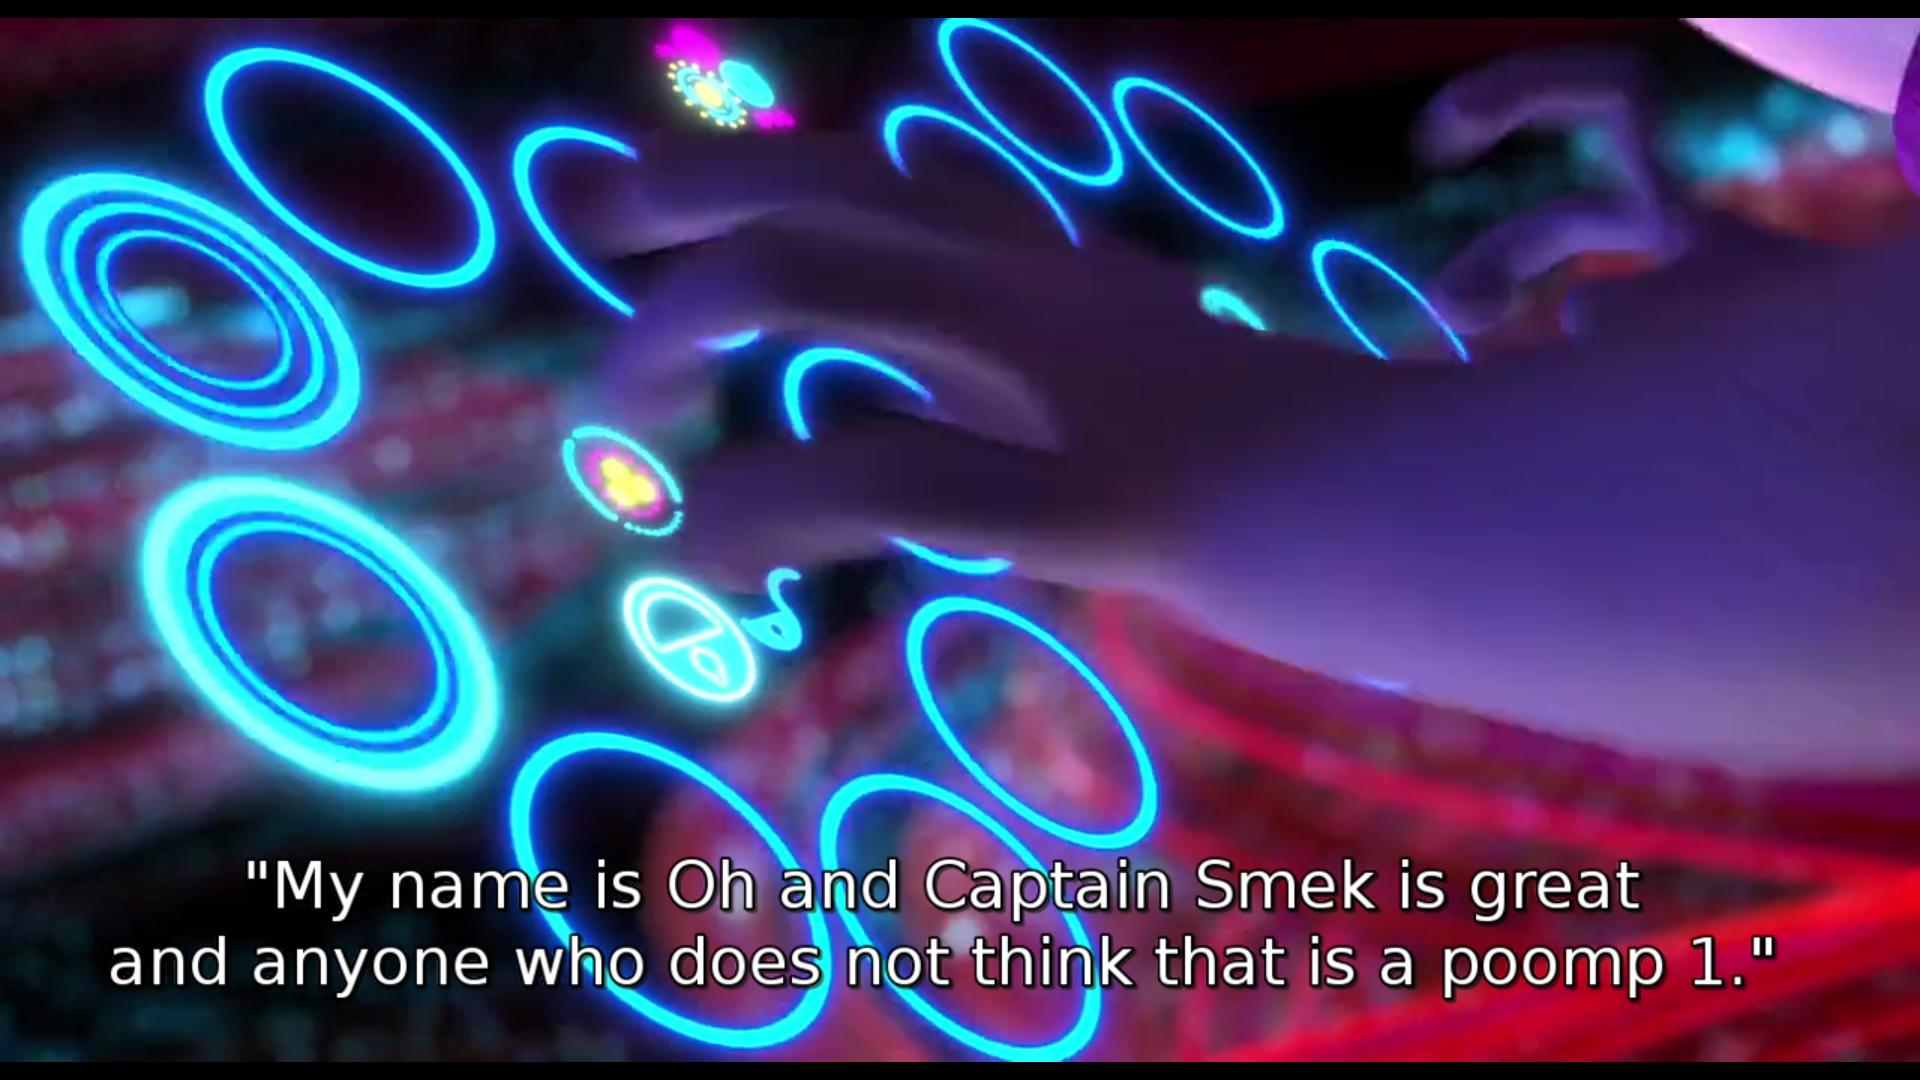 "My name is Oh and Captain Smek is great
and anyone who does not think that is a poomp 1."